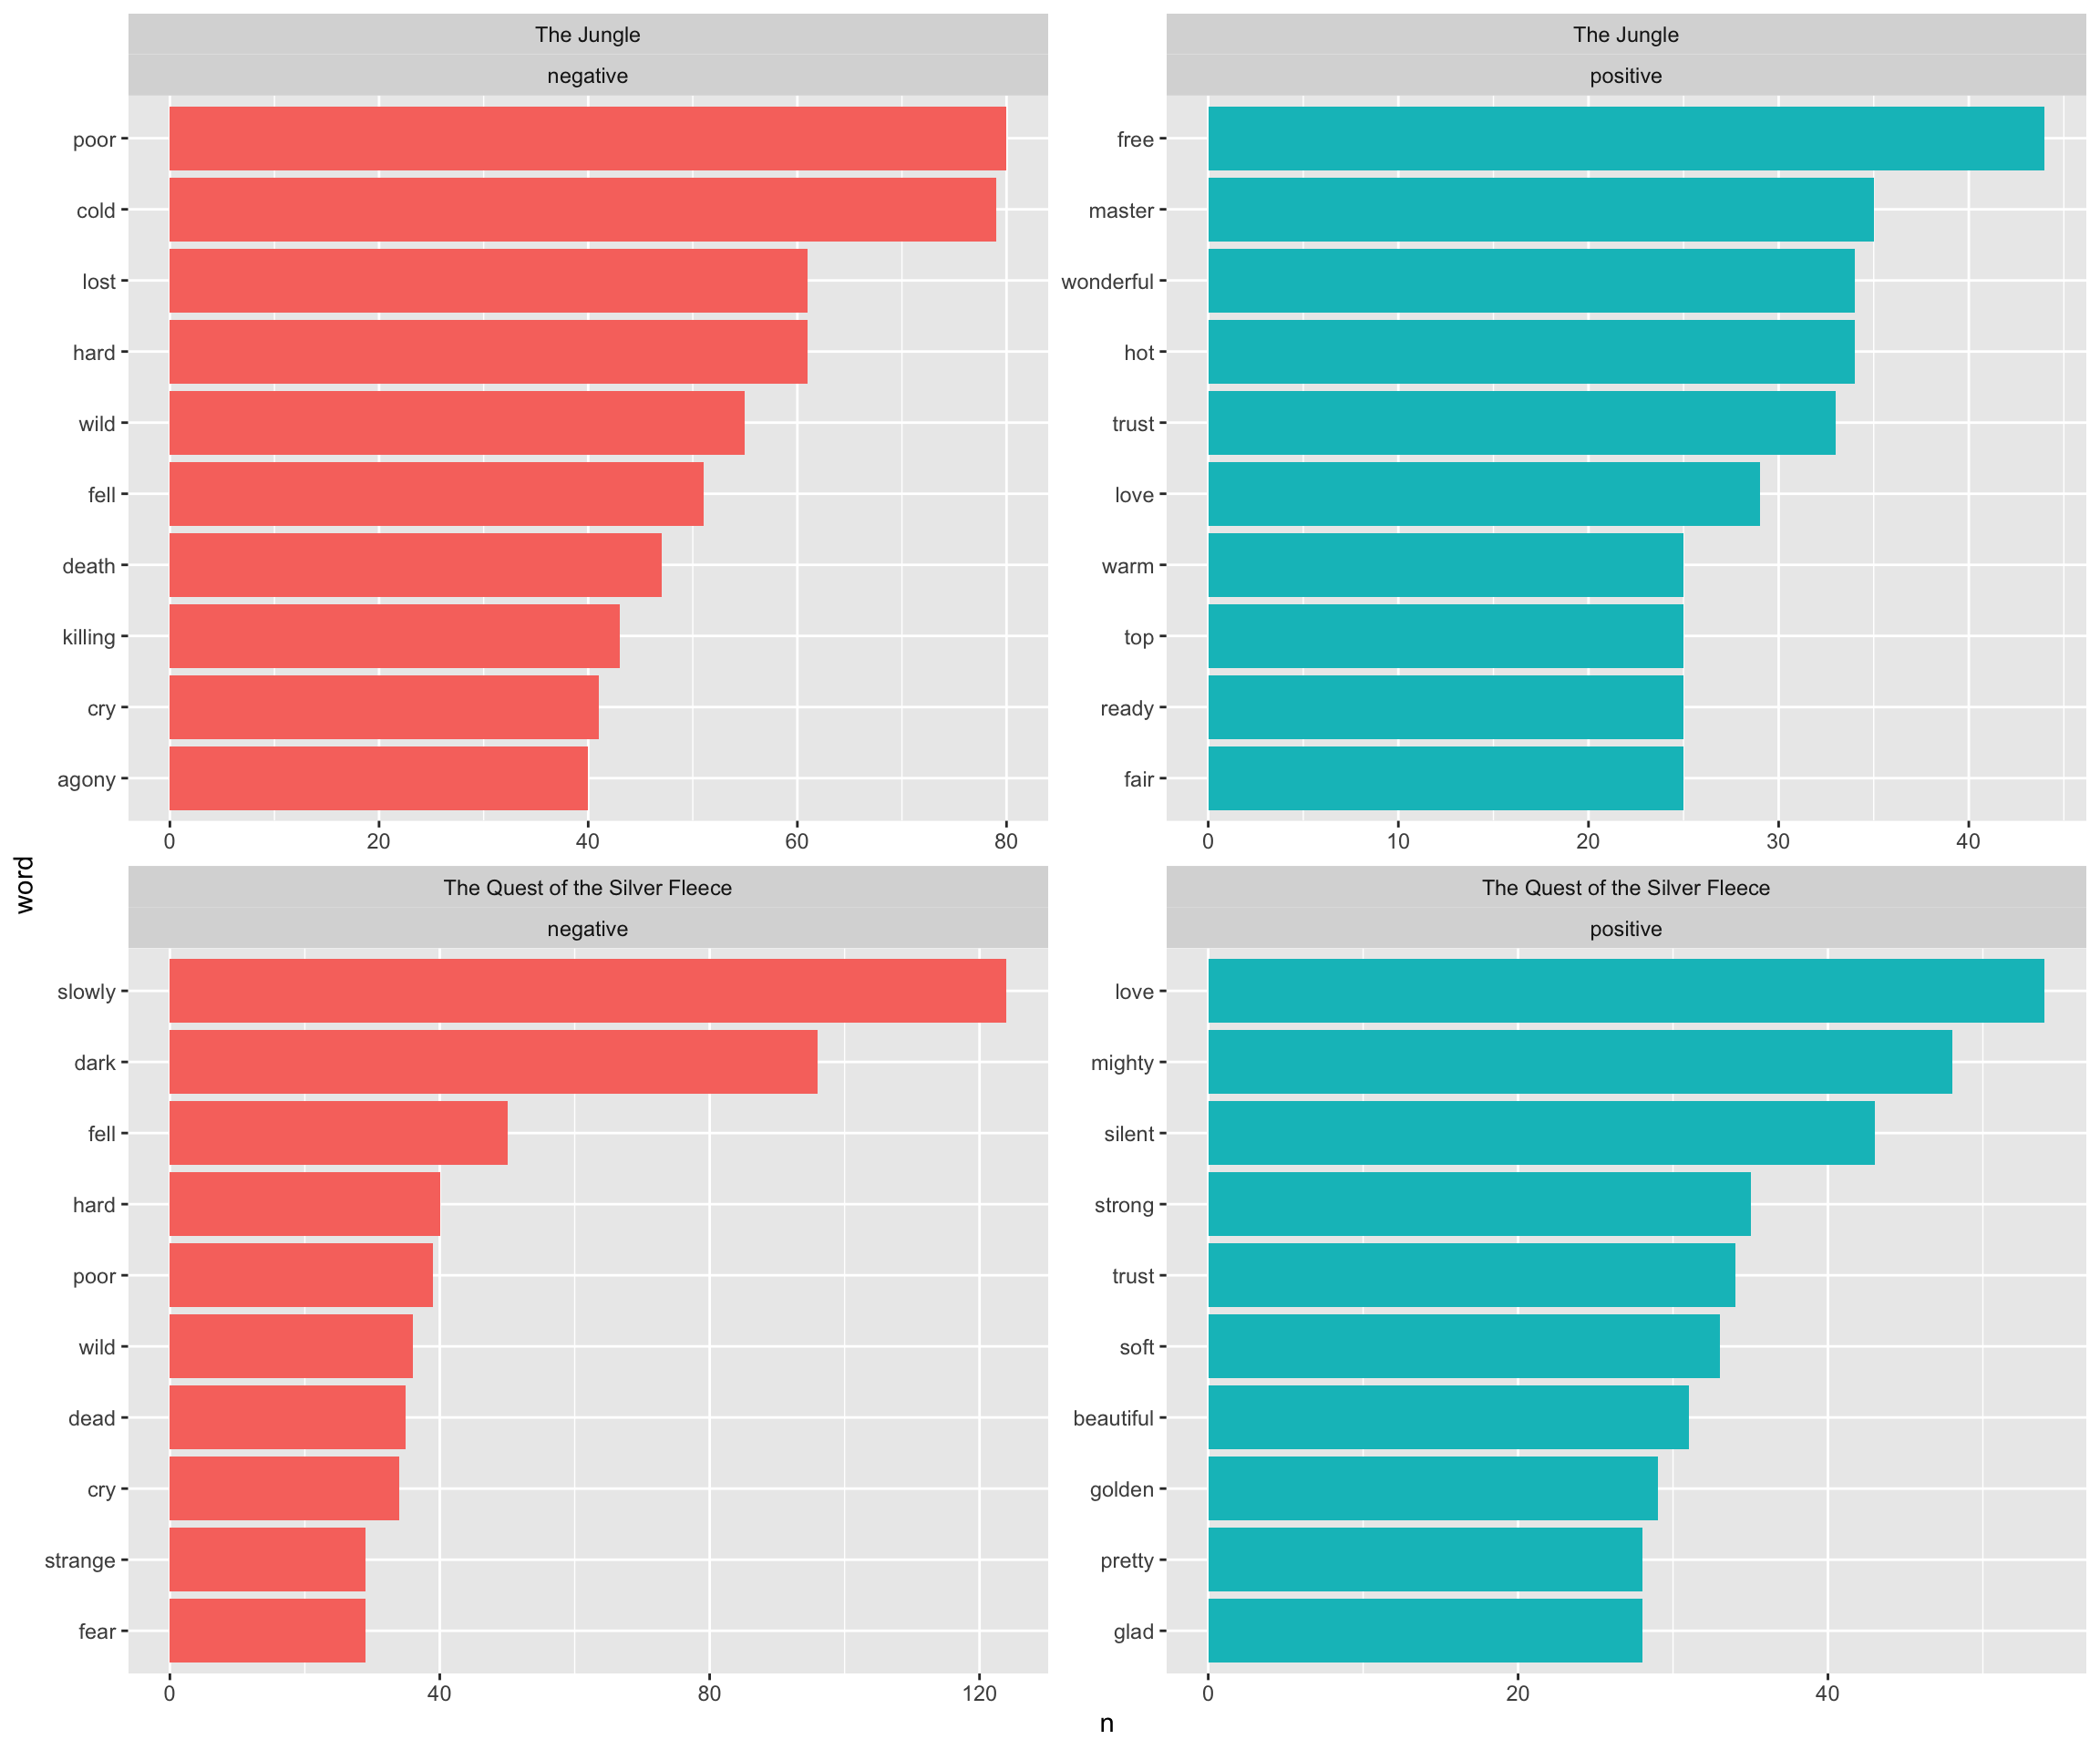 The Jungle
negative
poor
cold
lost
hard
wild
fell
death
killing
cry
agony
0 20 40 60 80
The Jungle
positive
free
master
wonderful
hot
trust
love
warm
top
ready
fair
0 10 20 30 40
word
The Quest of the Silver Fleece
negative
slowly
dark
fell
hard
poor
wild
dead
cry
strange
fear
0 40 80 120
The Quest of the Silver Fleece
positive
love
mighty
silent
strong
trust
soft
beautiful
golden
pretty
glad
0 20 40
n